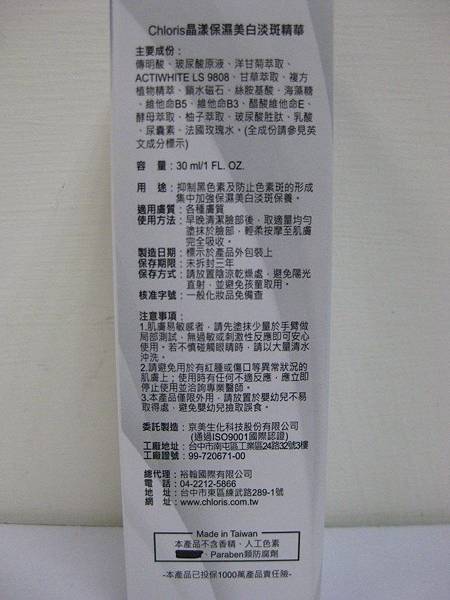 Chloris晶漾保濕美白淡斑精華
主要成份：
傳明酸、玻尿酸原液、洋甘菊萃取、
ACTIWHITE LS 9808、甘草萃取、複方
植物精萃、鎖水磁石、絲胺基酸、海藻糖
、維他命B5、維他命B3、醋酸維他命E、
酵母萃取、柚子萃取、玻尿酸胜肽、乳酸
、尿囊素、法國玫瑰水。(全成份請參見英
文成分標示)
容　量：30 ml/1 FL. OZ.
用　途：抑制黑色素及防止色素斑的形成
集中加強保濕美白淡斑保養。
適用膚質：各種膚質
使用方法：早晚清潔臉部後，取適量均勻
塗抹於臉部，輕柔按摩至肌膚
完全吸收。
製造日期：標示於產品外包裝上
保存期限：未拆封三年
保存方式：請放置陰涼乾燥處，避免陽光
直射，並避免孩童取用。
核准字號：一般化妝品免備查
注意事項：
1.肌膚易敏感者，請先塗抹少量於手臂做
局部測試，無過敏或刺激性反應即可安心
使用。若不慎碰觸眼睛時，請以大量清水
沖洗。
2.請避免用於有紅腫或傷口等異常狀況的
肌膚上；使用時有任何不適反應，應立即
停止使用並洽詢專業醫師。
3.本產品僅限外用，請放置於嬰幼兒不易
取得處，避免嬰幼兒撿取誤食。
委託製造：京美生化科技股份有限公司
(通過ISO9001國際認證)
工廠地址：台中市南屯區工業區24路32號3樓
工廠證號：99-720671-00
總代理：裕翰國際有限公司
電　話：04-2212-5866
地　址：台中市東區練武路289-1號
網　址：www.chloris.com.tw
Made in Taiwan
本產品不含香精、人工色素
、Paraben類防腐劑
-本產品已投保1000萬產品責任險-